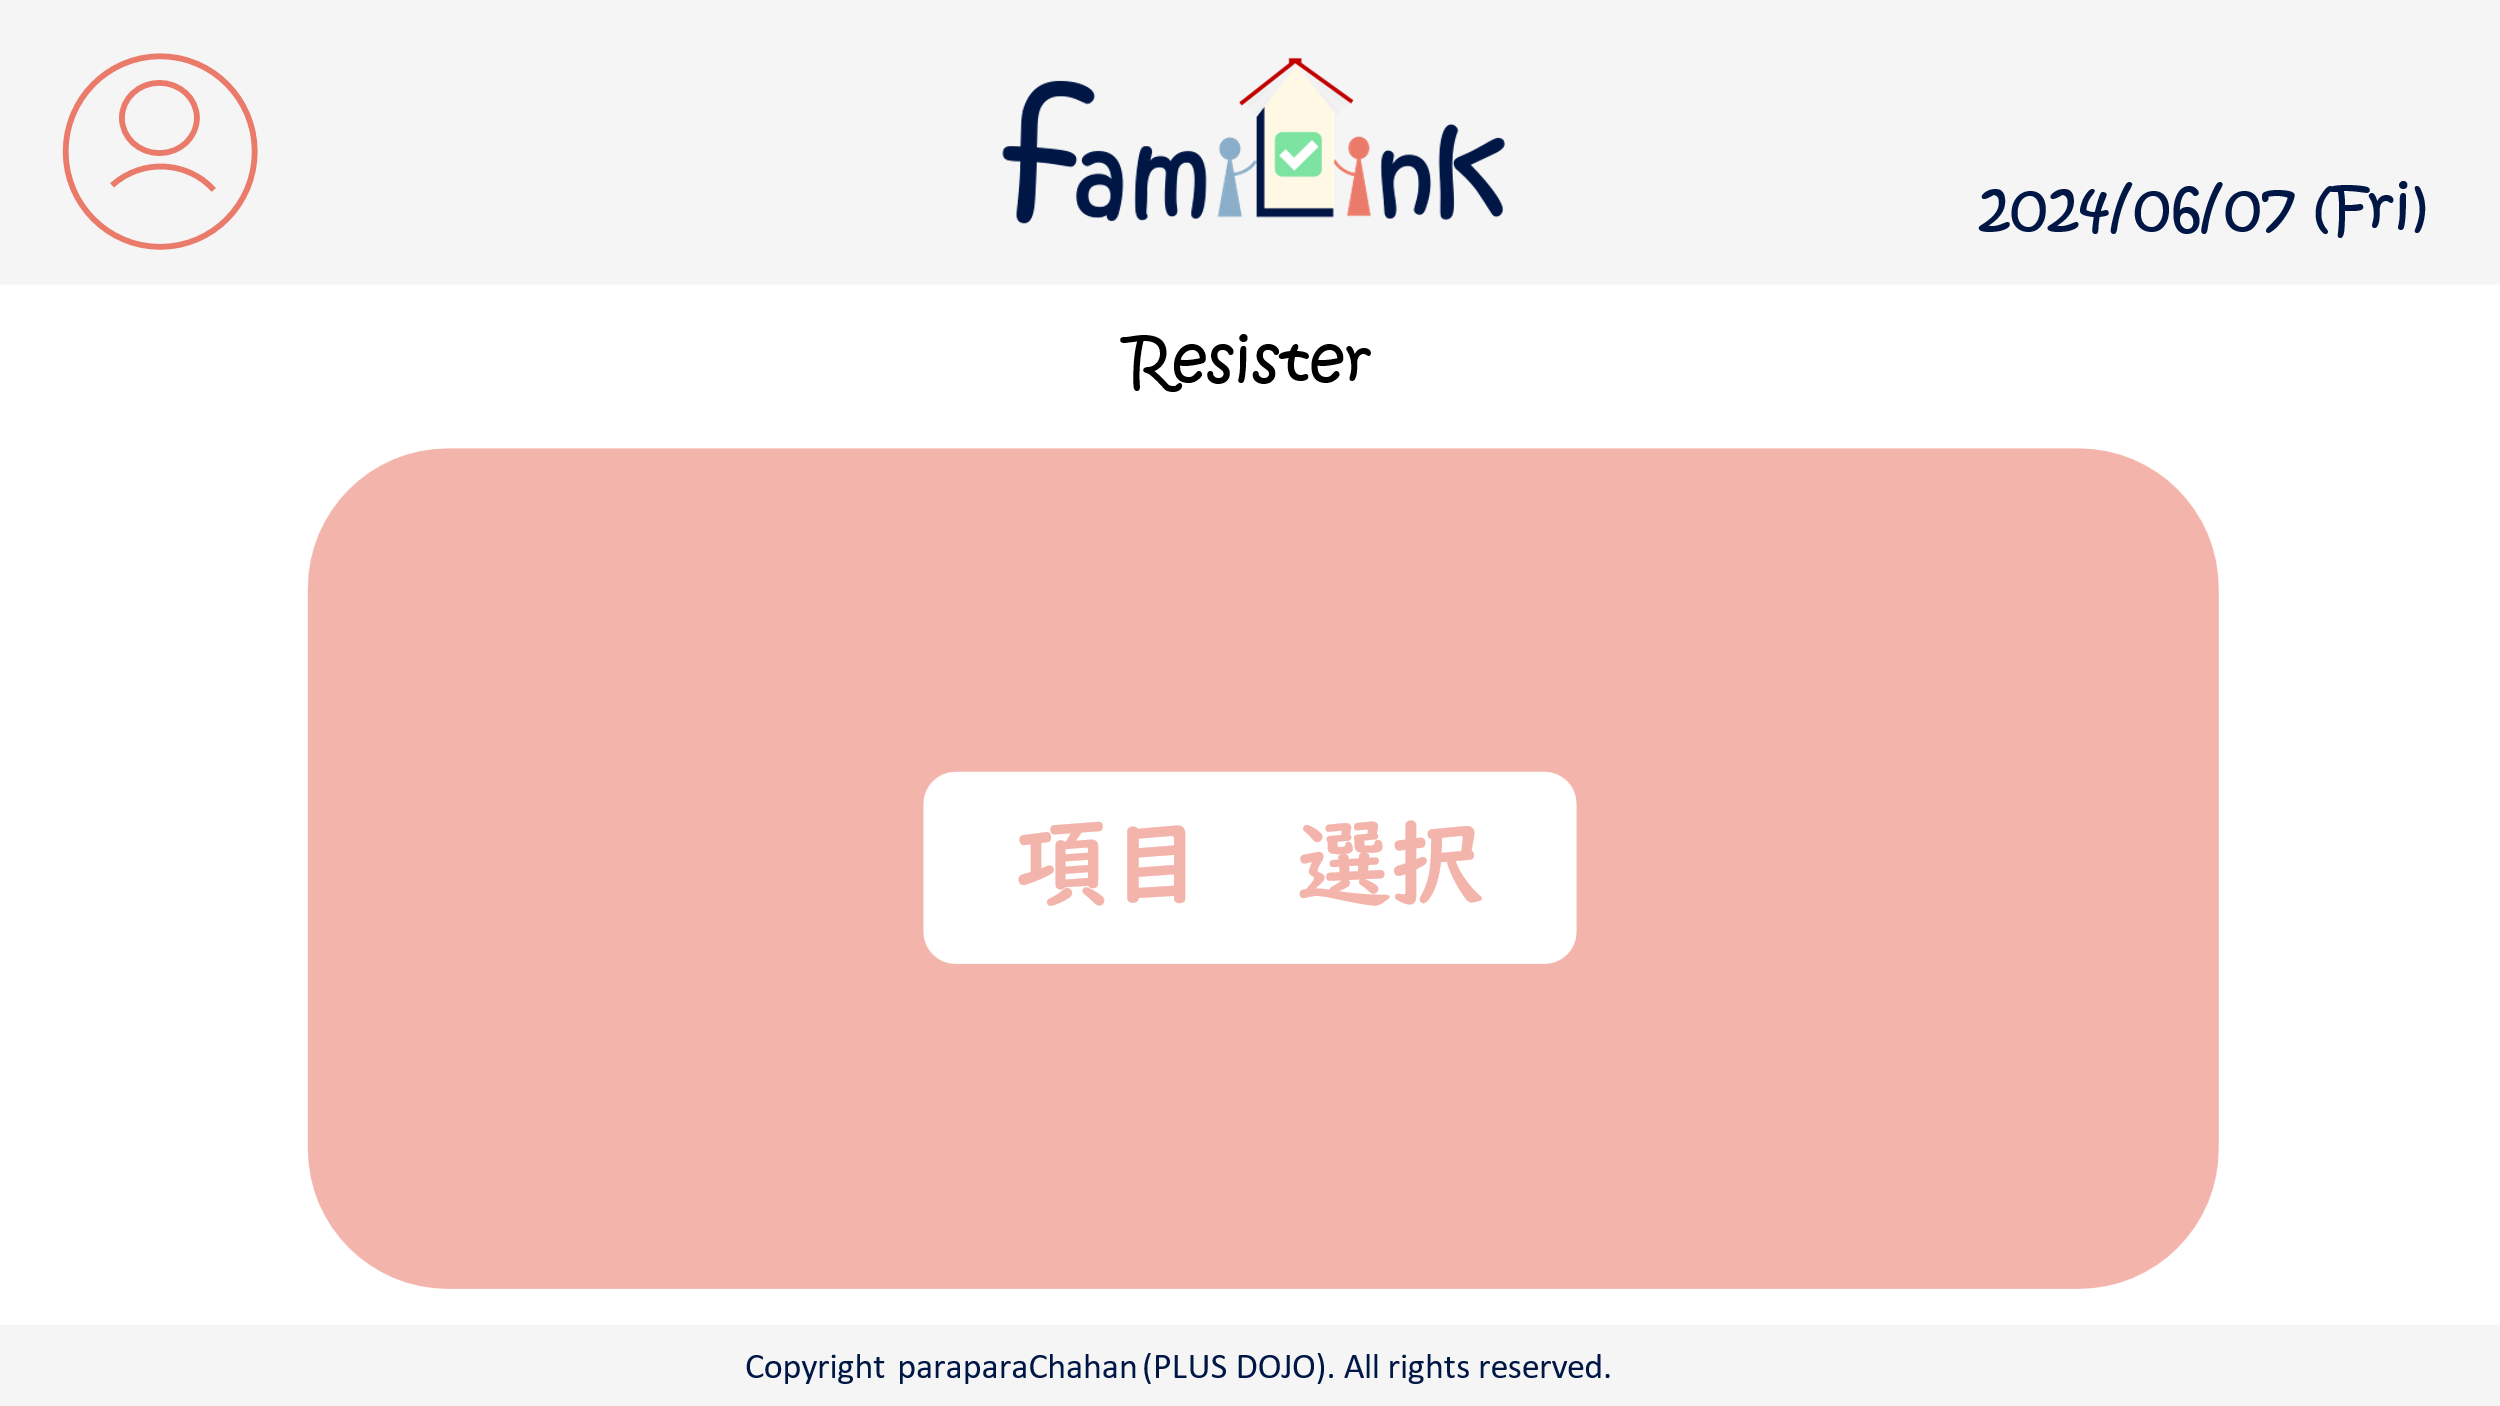 famiLink
2024/06/07 (Fri)
Resister
項目　選択
Copyright paraparaChahan(PLUS DOJO). All rights reserved.